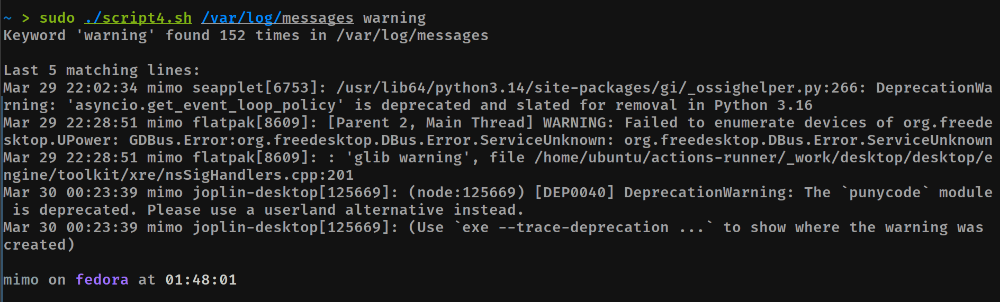 ~ > sudo ./script4.sh /var/log/messages warning
Keyword 'warning' found 152 times in /var/log/messages
Last 5 matching lines:
Mar 29 22:02:34 mimo seapplet[6753]: /usr/lib64/python3.14/site-packages/gi/_ossighelper.py:266: DeprecationWa
rning: 'asyncio.get_event_loop_policy' is deprecated and slated for removal in Python 3.16
Mar 29 22:28:51 mimo flatpak[8609]: [Parent 2, Main Thread] WARNING: Failed to enumerate devices of org.freede
sktop.UPower: GDBus.Error:org.freedesktop.DBus.Error.ServiceUnknown: org.freedesktop.DBus.Error.ServiceUnknown
Mar 29 22:28:51 mimo flatpak[8609]: : 'glib warning', file /home/ubuntu/actions-runner/_work/desktop/desktop/e
ngine/toolkit/xre/nsSigHandlers.cpp:201
Mar 30 00:23:39 mimo joplin-desktop[125669]: (node:125669) [DEP0040] DeprecationWarning: The `punycode` module
 is deprecated. Please use a userland alternative instead.
Mar 30 00:23:39 mimo joplin-desktop[125669]: (Use `exe --trace-deprecation ...` to show where the warning was
created)
mimo on fedora at 01:48:01